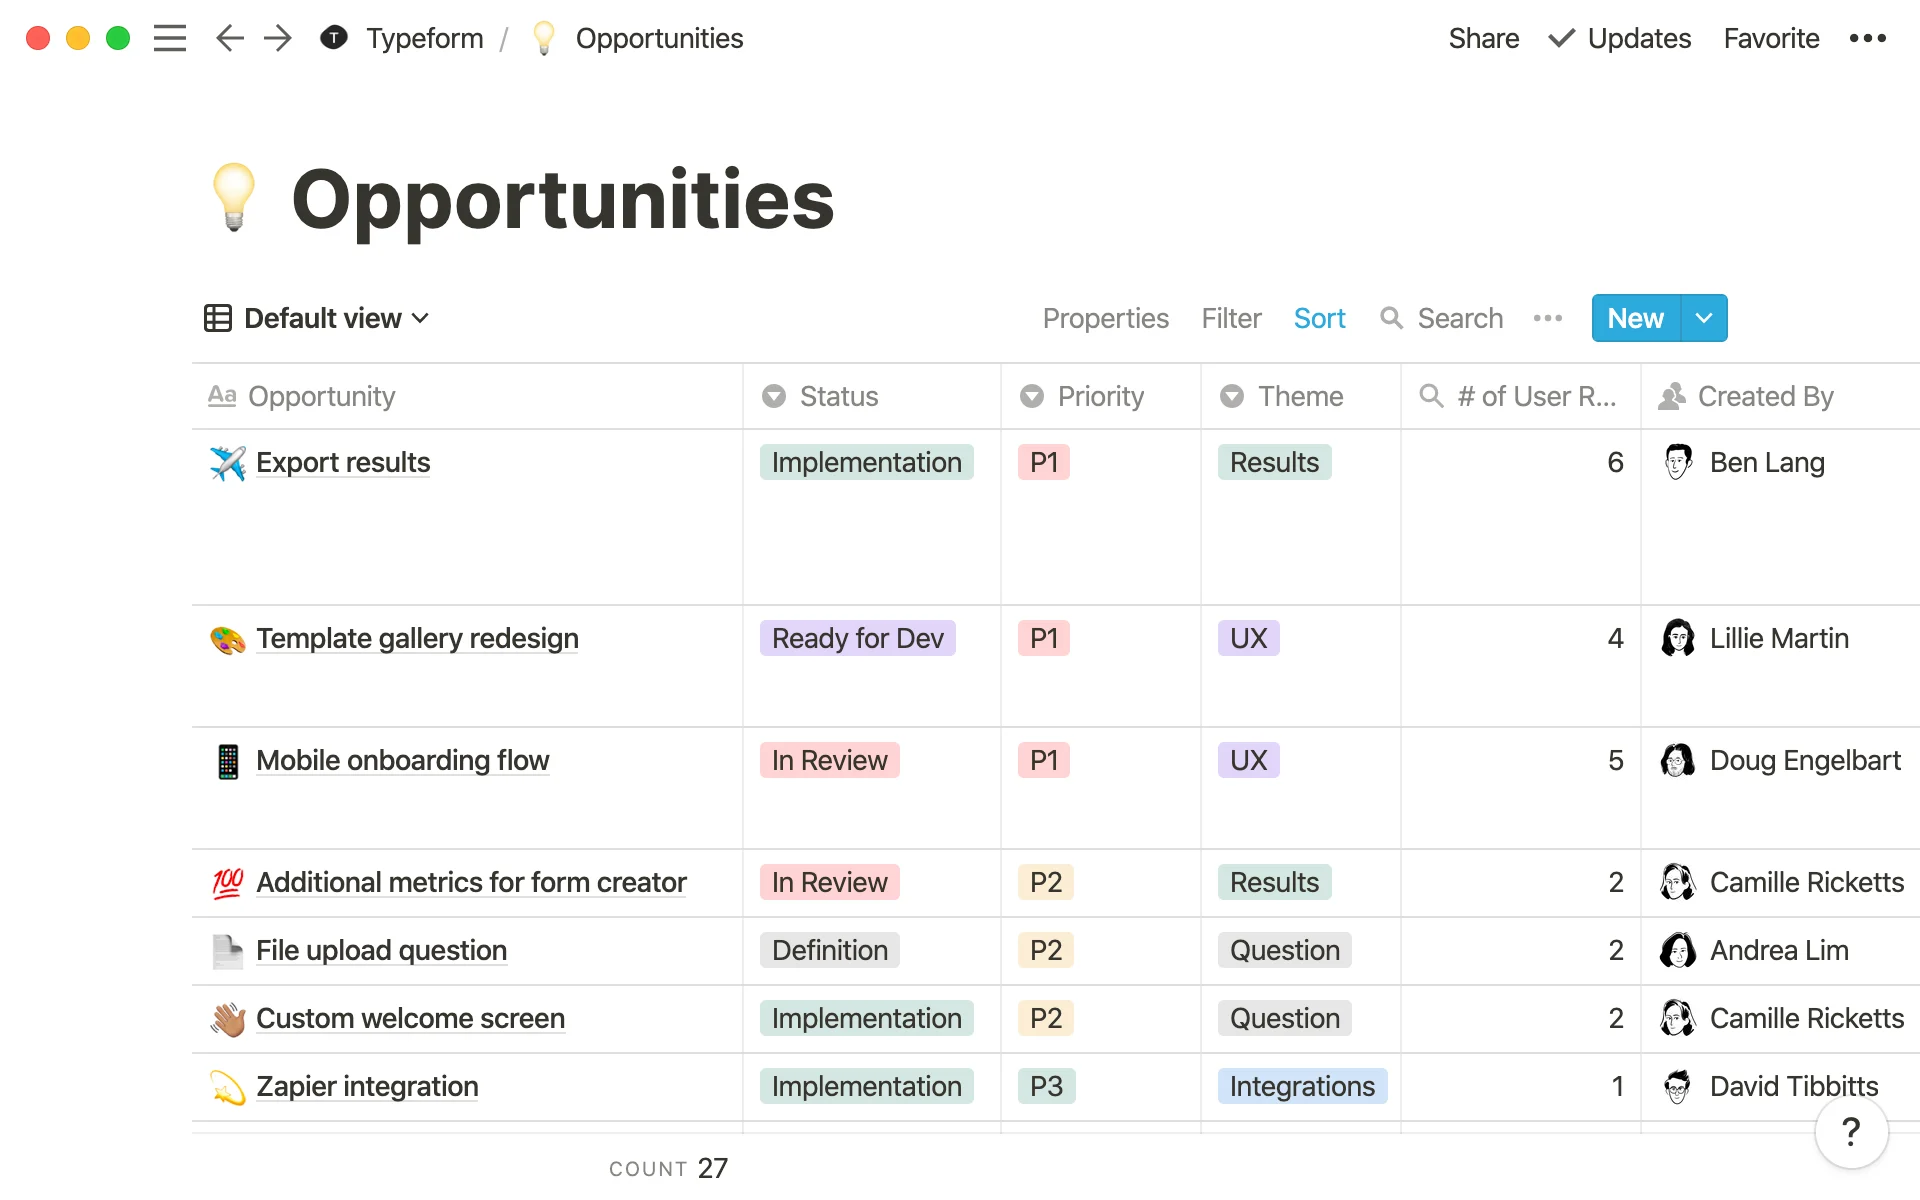 T Typeform / Opportunities Share Updates Favorite
Opportunities
Default view Properties Filter Sort Search New
Aa Opportunity Status Priority Theme # of User R... Created By
Export results Implementation P1 Results 6 Ben Lang
Template gallery redesign Ready for Dev P1 UX 4 Lillie Martin
Mobile onboarding flow In Review P1 UX 5 Doug Engelbart
100 Additional metrics for form creator In Review P2 Results 2 Camille Ricketts
File upload question Definition P2 Question 2 Andrea Lim
Custom welcome screen Implementation P2 Question 2 Camille Ricketts
Zapier integration Implementation P3 Integrations 1 David Tibbitts
?
COUNT 27